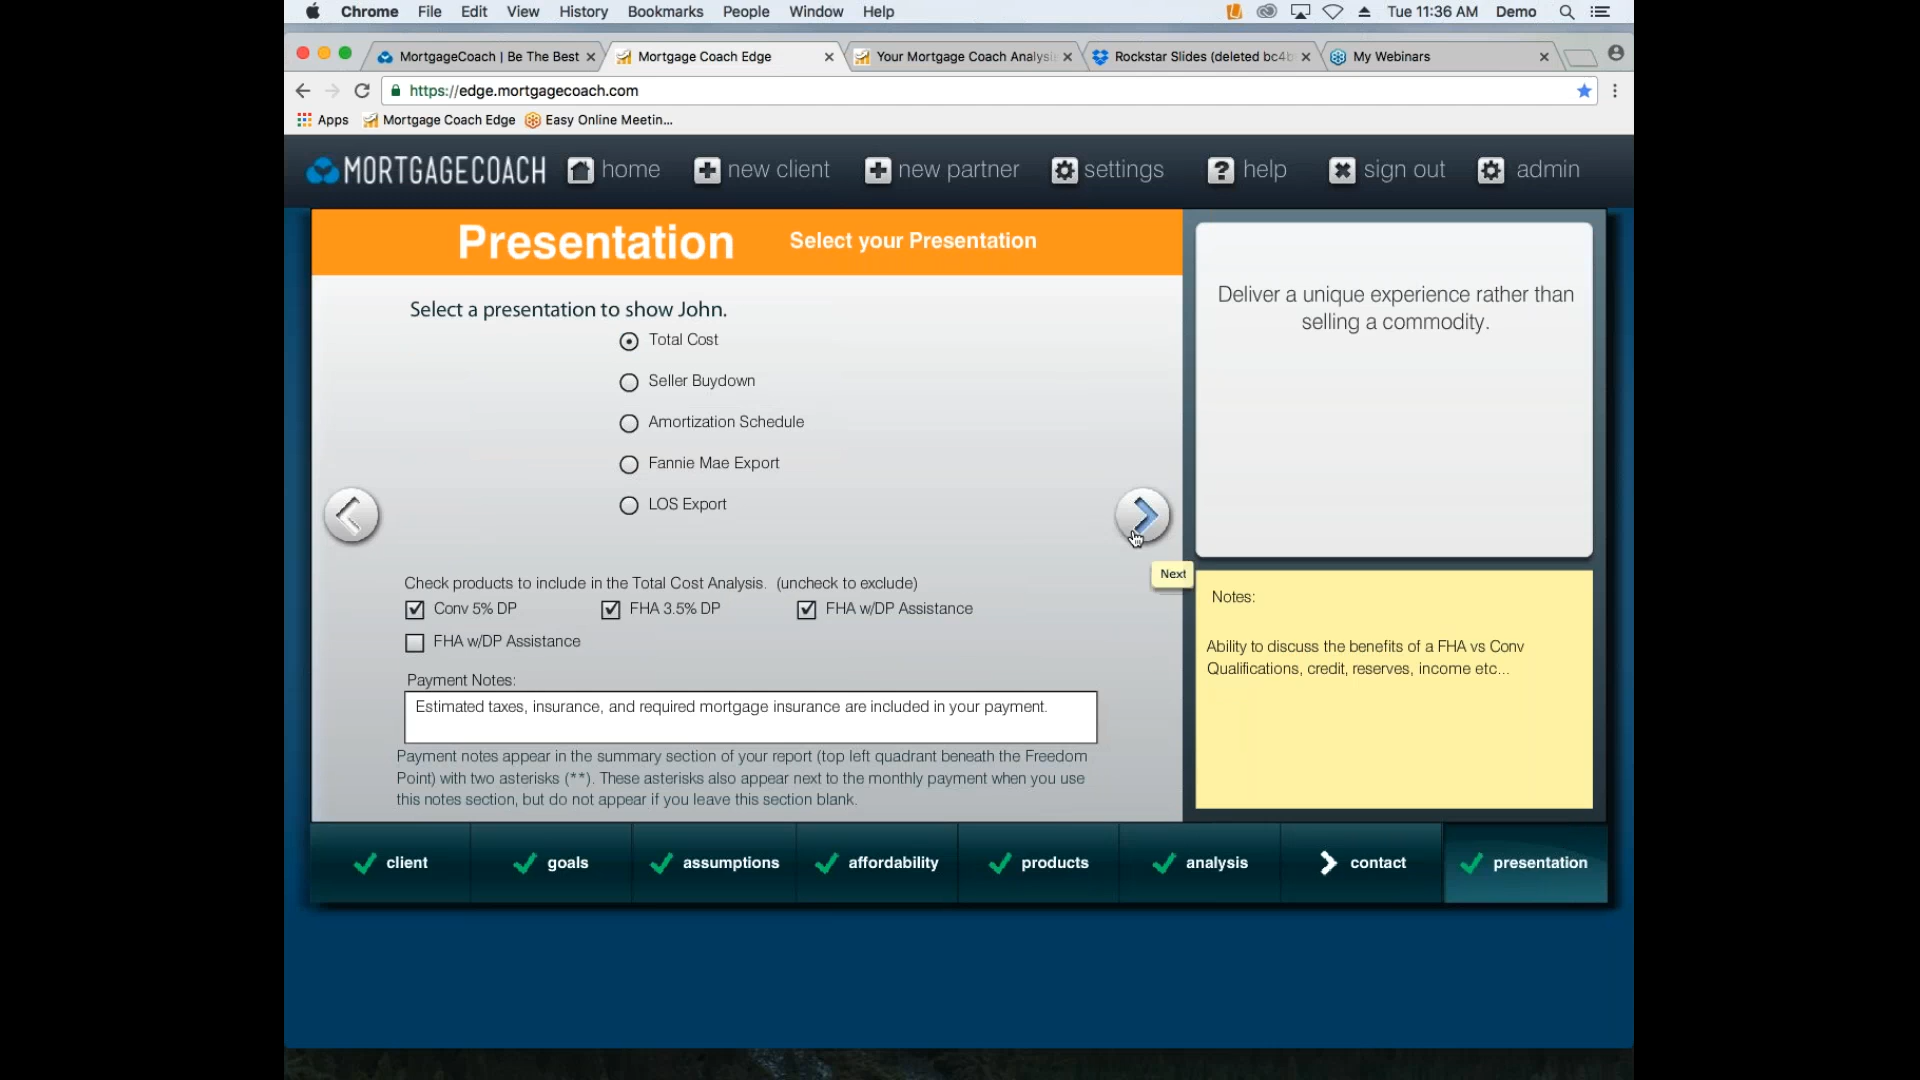 Chrome File Edit View History Bookmarks People Window Help Tue 11:36 AM Demo
MortgageCoach | Be The Best
Mortgage Coach Edge
Your Mortgage Coach Analysis
Rockstar Slides (deleted bc4b
My Webinars
https://edge.mortgagecoach.com
Apps Mortgage Coach Edge Easy Online Meetin...
MORTGAGECOACH home new client new partner settings help sign out admin
Presentation Select your Presentation
Select a presentation to show John.
Total Cost
Seller Buydown
Amortization Schedule
Fannie Mae Export
LOS Export
Next
Check products to include in the Total Cost Analysis. (uncheck to exclude)
Conv 5% DP FHA 3.5% DP FHA w/DP Assistance
FHA w/DP Assistance
Payment Notes:
Estimated taxes, insurance, and required mortgage insurance are included in your payment.
Payment notes appear in the summary section of your report (top left quadrant beneath the Freedom
Point) with two asterisks (**). These asterisks also appear next to the monthly payment when you use
this notes section, but do not appear if you leave this section blank.
Deliver a unique experience rather than
selling a commodity.
Notes:
Ability to discuss the benefits of a FHA vs Conv
Qualifications, credit, reserves, income etc...
client goals assumptions affordability products analysis contact presentation